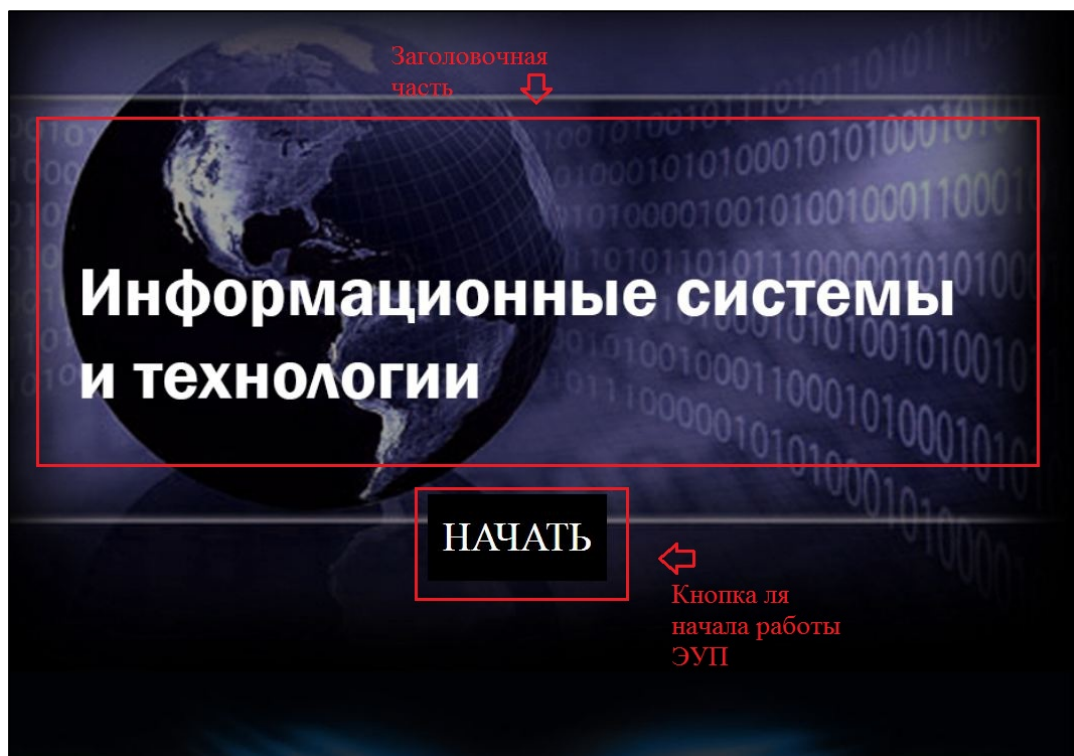 Заголовочная
часть
Информационные системы
и технологии
НАЧАТЬ
Кнопка ля
начала работы
ЭУП